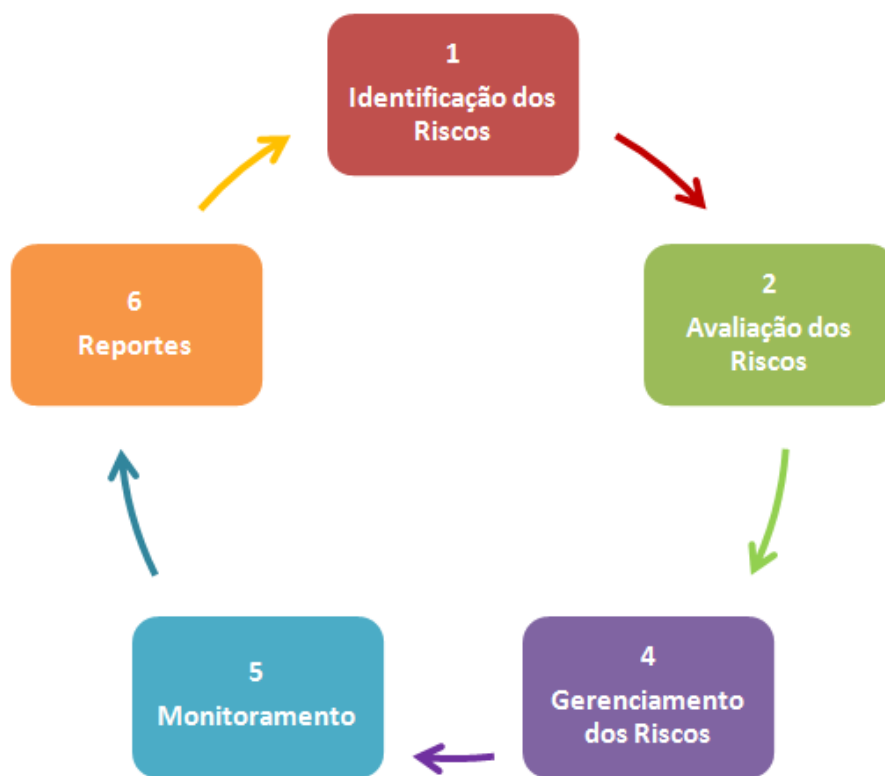 1
Identificação dos
Riscos
2
Avaliação dos
Riscos
4
Gerenciamento
dos Riscos
5
Monitoramento
6
Reportes